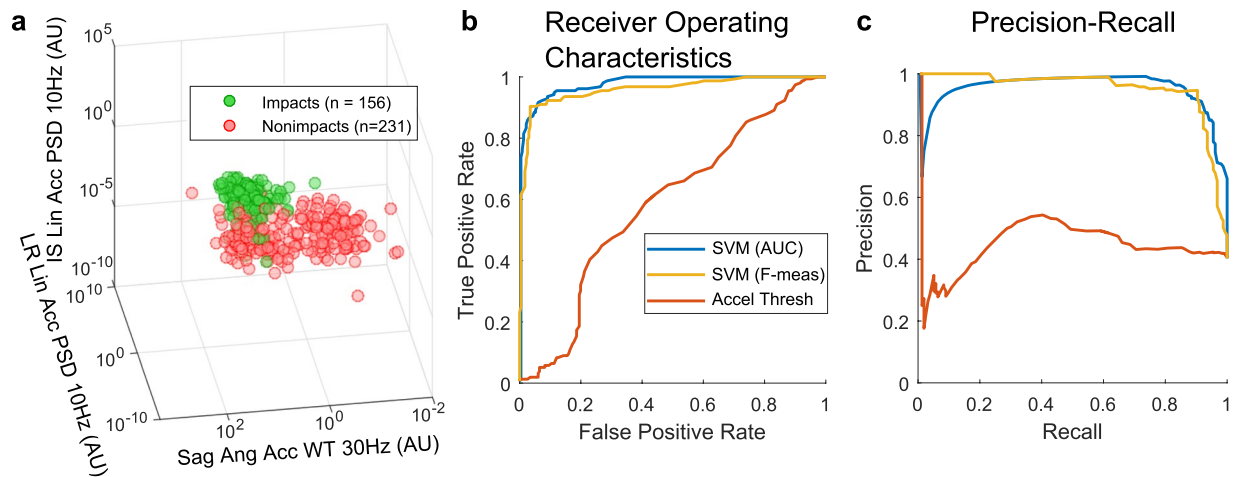 a
IS Lin Acc PSD 10Hz (AU)
10^5
10^0
10^-5
10^-10
Impacts (n = 156)
Nonimpacts (n=231)
LR Lin Acc PSD 10Hz (AU)
10^10
10^0
10^-10
10^2
10^0
10^-2
Sag Ang Acc WT 30Hz (AU)
b
Receiver Operating
Characteristics
True Positive Rate
1
0.8
0.6
0.4
0.2
0
SVM (AUC)
SVM (F-meas)
Accel Thresh
0 0.2 0.4 0.6 0.8 1
False Positive Rate
c
Precision-Recall
Precision
1
0.8
0.6
0.4
0.2
0
0 0.2 0.4 0.6 0.8 1
Recall